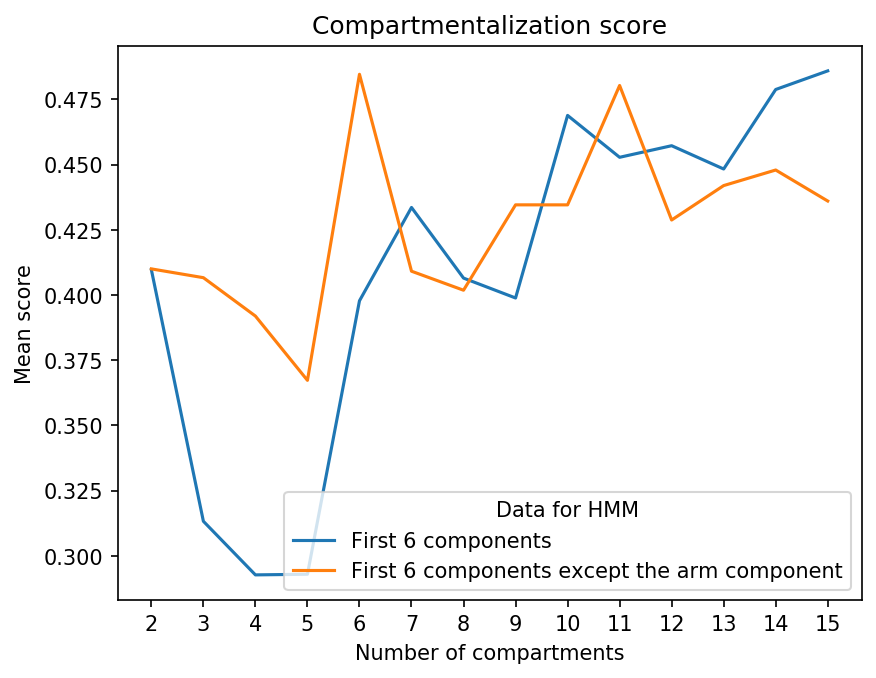 Compartmentalization score
Mean score
0.475
0.450
0.425
0.400
0.375
0.350
0.325
0.300
Data for HMM
First 6 components
First 6 components except the arm component
2 3 4 5 6 7 8 9 10 11 12 13 14 15
Number of compartments